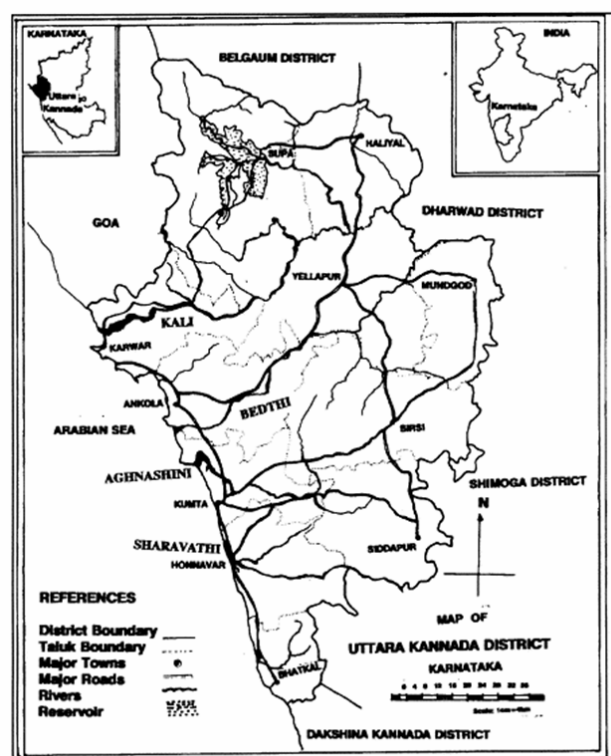 KARNATAKA
Uttara
Kannada
BELGAUM DISTRICT
INDIA
Karnataka
SUPA
HALIYAL
GOA
DHARWAD DISTRICT
YELLAPUR
MUNDGOD
KALI
KARWAR
ANKOLA
BEDTHI
ARABIAN SEA
SIRSI
AGHNASHINI
SHIMOGA DISTRICT
KUMTA
N
SHARAVATHI
SIDDAPUR
HONNAVAR
REFERENCES
District Boundary
Taluk Boundary
Major Towns
Major Roads
Rivers
Reservoir
MAP OF
UTTARA KANNADA DISTRICT
KARNATAKA
BHATKAL
DAKSHINA KANNADA DISTRICT